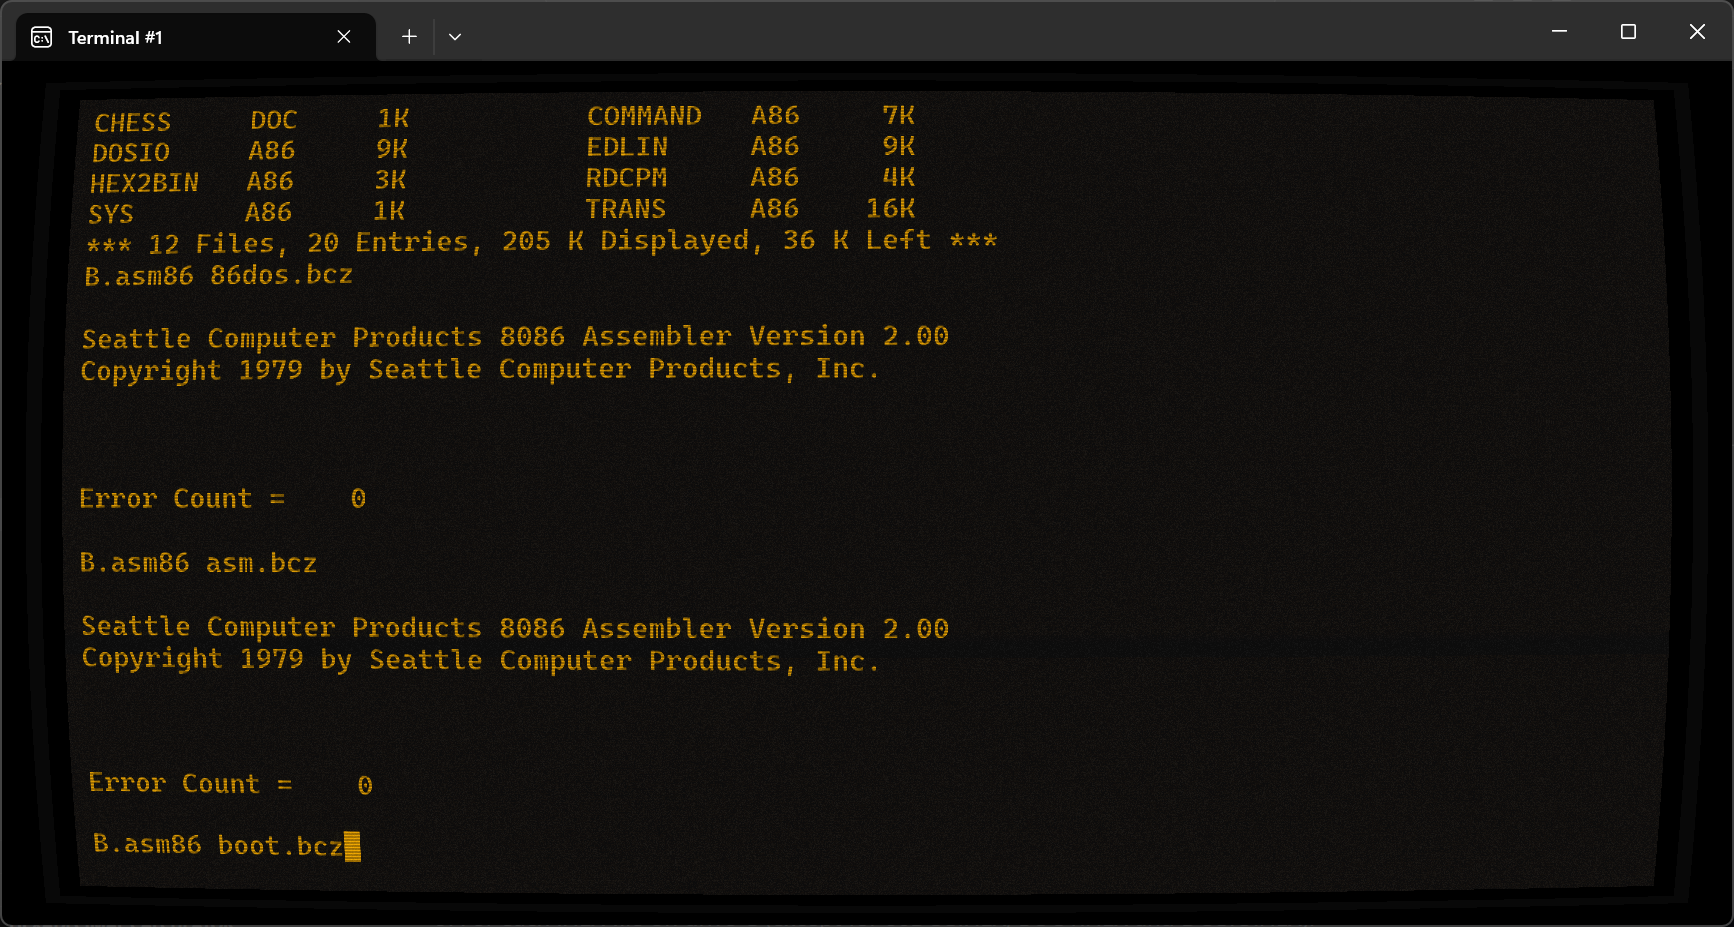 Terminal #1
CHESS DOC 1K COMMAND A86 7K
DOSIO A86 9K EDLIN A86 9K
HEX2BIN A86 3K RDCPM A86 4K
SYS A86 1K TRANS A86 16K
*** 12 Files, 20 Entries, 205 K Displayed, 36 K Left ***
B.asm86 86dos.bcz
Seattle Computer Products 8086 Assembler Version 2.00
Copyright 1979 by Seattle Computer Products, Inc.
Error Count = 0
B.asm86 asm.bcz
Seattle Computer Products 8086 Assembler Version 2.00
Copyright 1979 by Seattle Computer Products, Inc.
Error Count = 0
B.asm86 boot.bcz